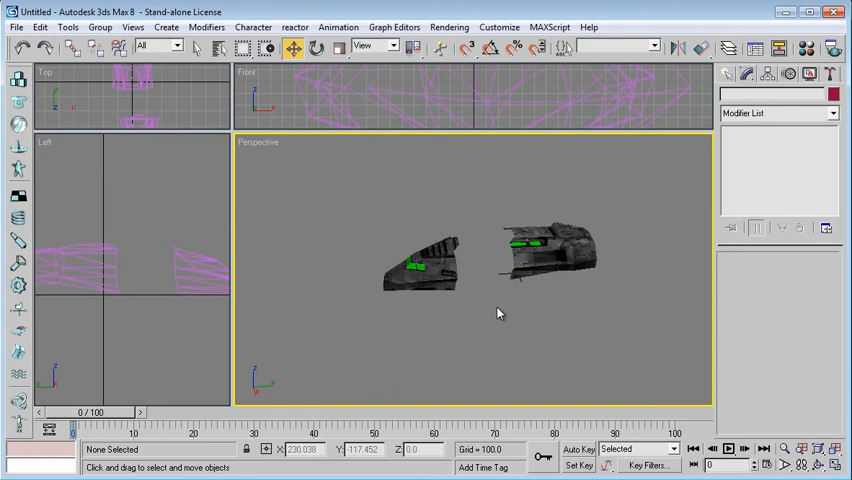 Untitled - Autodesk 3ds Max 8 - Stand-alone License
File Edit Tools Group Views Create Modifiers Character reactor Animation Graph Editors Rendering Customize MAXScript Help
All View
Top Front
Modifier List
Left Perspective
0 / 100
0 10 20 30 40 50 60 70 80 90 100
None Selected X: 230.038 Y: -117.452 Z: 0.0 Grid = 100.0 Auto Key Selected
Click and drag to select and move objects Add Time Tag Set Key Key Filters... 0